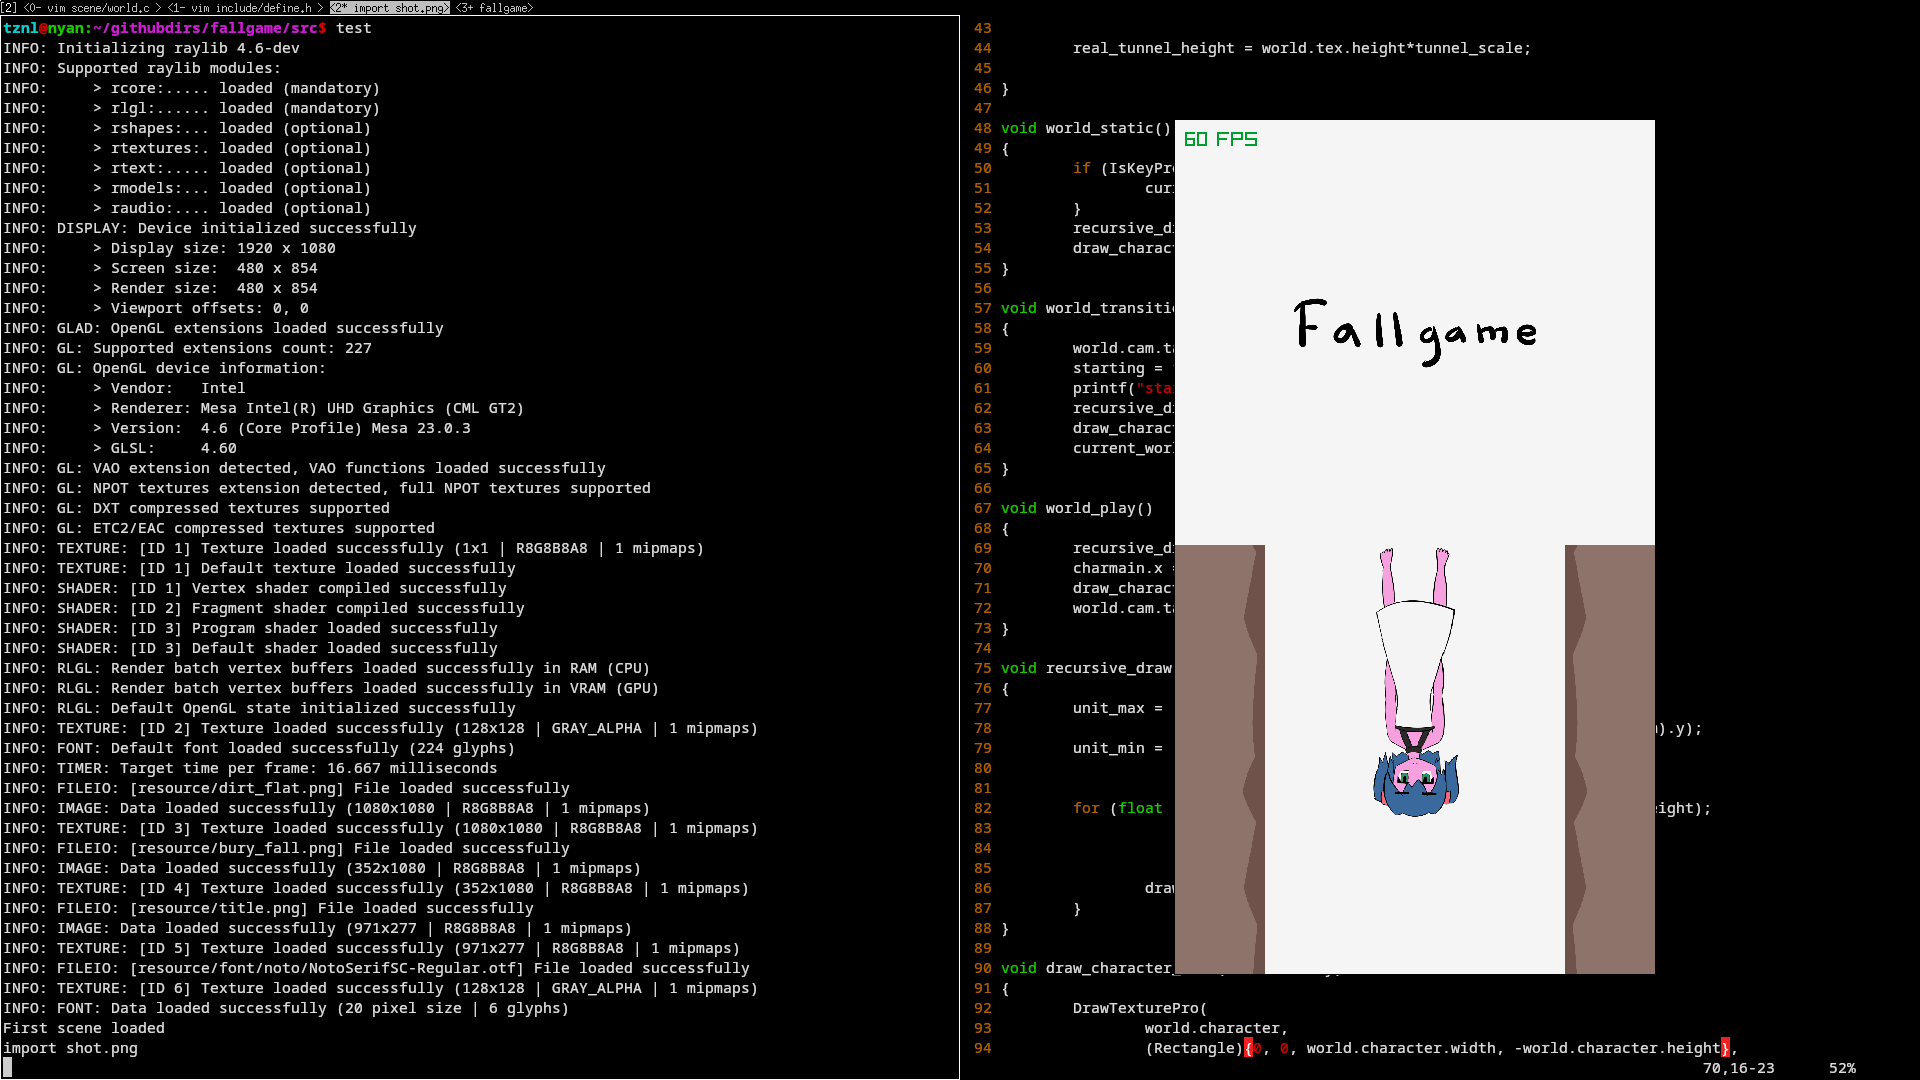 [2] <0- vim scene/world.c > <1- vim include/define.h > <2* import shot.png> <3+ fallgame>
tznl@nyan:~/githubdirs/fallgame/src$ test
INFO: Initializing raylib 4.6-dev
INFO: Supported raylib modules:
INFO:     > rcore:..... loaded (mandatory)
INFO:     > rlgl:...... loaded (mandatory)
INFO:     > rshapes:... loaded (optional)
INFO:     > rtextures:. loaded (optional)
INFO:     > rtext:..... loaded (optional)
INFO:     > rmodels:... loaded (optional)
INFO:     > raudio:.... loaded (optional)
INFO: DISPLAY: Device initialized successfully
INFO:     > Display size: 1920 x 1080
INFO:     > Screen size:  480 x 854
INFO:     > Render size:  480 x 854
INFO:     > Viewport offsets: 0, 0
INFO: GLAD: OpenGL extensions loaded successfully
INFO: GL: Supported extensions count: 227
INFO: GL: OpenGL device information:
INFO:     > Vendor:   Intel
INFO:     > Renderer: Mesa Intel(R) UHD Graphics (CML GT2)
INFO:     > Version:  4.6 (Core Profile) Mesa 23.0.3
INFO:     > GLSL:     4.60
INFO: GL: VAO extension detected, VAO functions loaded successfully
INFO: GL: NPOT textures extension detected, full NPOT textures supported
INFO: GL: DXT compressed textures supported
INFO: GL: ETC2/EAC compressed textures supported
INFO: TEXTURE: [ID 1] Texture loaded successfully (1x1 | R8G8B8A8 | 1 mipmaps)
INFO: TEXTURE: [ID 1] Default texture loaded successfully
INFO: SHADER: [ID 1] Vertex shader compiled successfully
INFO: SHADER: [ID 2] Fragment shader compiled successfully
INFO: SHADER: [ID 3] Program shader loaded successfully
INFO: SHADER: [ID 3] Default shader loaded successfully
INFO: RLGL: Render batch vertex buffers loaded successfully in RAM (CPU)
INFO: RLGL: Render batch vertex buffers loaded successfully in VRAM (GPU)
INFO: RLGL: Default OpenGL state initialized successfully
INFO: TEXTURE: [ID 2] Texture loaded successfully (128x128 | GRAY_ALPHA | 1 mipmaps)
INFO: FONT: Default font loaded successfully (224 glyphs)
INFO: TIMER: Target time per frame: 16.667 milliseconds
INFO: FILEIO: [resource/dirt_flat.png] File loaded successfully
INFO: IMAGE: Data loaded successfully (1080x1080 | R8G8B8A8 | 1 mipmaps)
INFO: TEXTURE: [ID 3] Texture loaded successfully (1080x1080 | R8G8B8A8 | 1 mipmaps)
INFO: FILEIO: [resource/bury_fall.png] File loaded successfully
INFO: IMAGE: Data loaded successfully (352x1080 | R8G8B8A8 | 1 mipmaps)
INFO: TEXTURE: [ID 4] Texture loaded successfully (352x1080 | R8G8B8A8 | 1 mipmaps)
INFO: FILEIO: [resource/title.png] File loaded successfully
INFO: IMAGE: Data loaded successfully (971x277 | R8G8B8A8 | 1 mipmaps)
INFO: TEXTURE: [ID 5] Texture loaded successfully (971x277 | R8G8B8A8 | 1 mipmaps)
INFO: FILEIO: [resource/font/noto/NotoSerifSC-Regular.otf] File loaded successfully
INFO: TEXTURE: [ID 6] Texture loaded successfully (128x128 | GRAY_ALPHA | 1 mipmaps)
INFO: FONT: Data loaded successfully (20 pixel size | 6 glyphs)
First scene loaded
import shot.png
43
44         real_tunnel_height = world.tex.height*tunnel_scale;
45
46 }
47
48 void world_static()
49 {
50         if (IsKeyPr
51                 cur
52         }
53         recursive_d
54         draw_charac
55 }
56
57 void world_transiti
58 {
59         world.cam.ta
60         starting =
61         printf("sta
62         recursive_d
63         draw_charac
64         current_wor
65 }
66
67 void world_play()
68 {
69         recursive_d
70         charmain.x =
71         draw_charac
72         world.cam.ta
73 }
74
75 void recursive_draw
76 {
77         unit_max =
78         ).y);
79         unit_min =
80
81
82         for (float eight);
83
84
85
86                 draw
87         }
88 }
89
90 void draw_character_
91 {
92         DrawTexturePro(
93                 world.character,
94                 (Rectangle){0, 0, world.character.width, -world.character.height},
70,16-23      52%
60 FPS
Fallgame